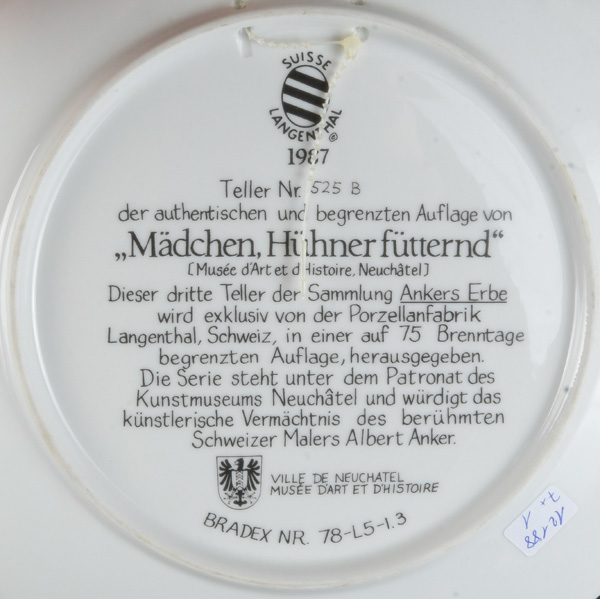 SUISSE
LANGENTHAL ®
1987
Teller Nr. 525 B
der authentischen und begrenzten Auflage von
„Mädchen, Hühner fütternd“
[Musée d'Art et d'Histoire, Neuchâtel]
Dieser dritte Teller der Sammlung Ankers Erbe
wird exklusiv von der Porzellanfabrik
Langenthal, Schweiz, in einer auf 75 Brenntage
begrenzten Auflage, herausgegeben.
Die Serie steht unter dem Patronat des
Kunstmuseums Neuchâtel und würdigt das
künstlerische Vermächtnis des berühmten
Schweizer Malers Albert Anker.
VILLE DE NEUCHATEL
MUSÉE D'ART ET D'HISTOIRE
BRADEX NR. 78-L5-1.3